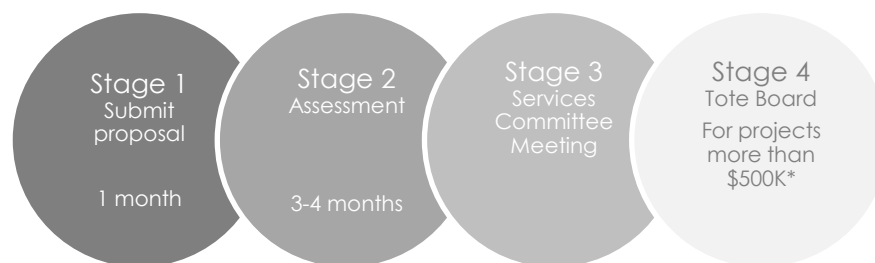 Stage 1
Submit
proposal
1 month
Stage 2
Assessment
3-4 months
Stage 3
Services
Committee
Meeting
Stage 4
Tote Board
For projects
more than
$500K*